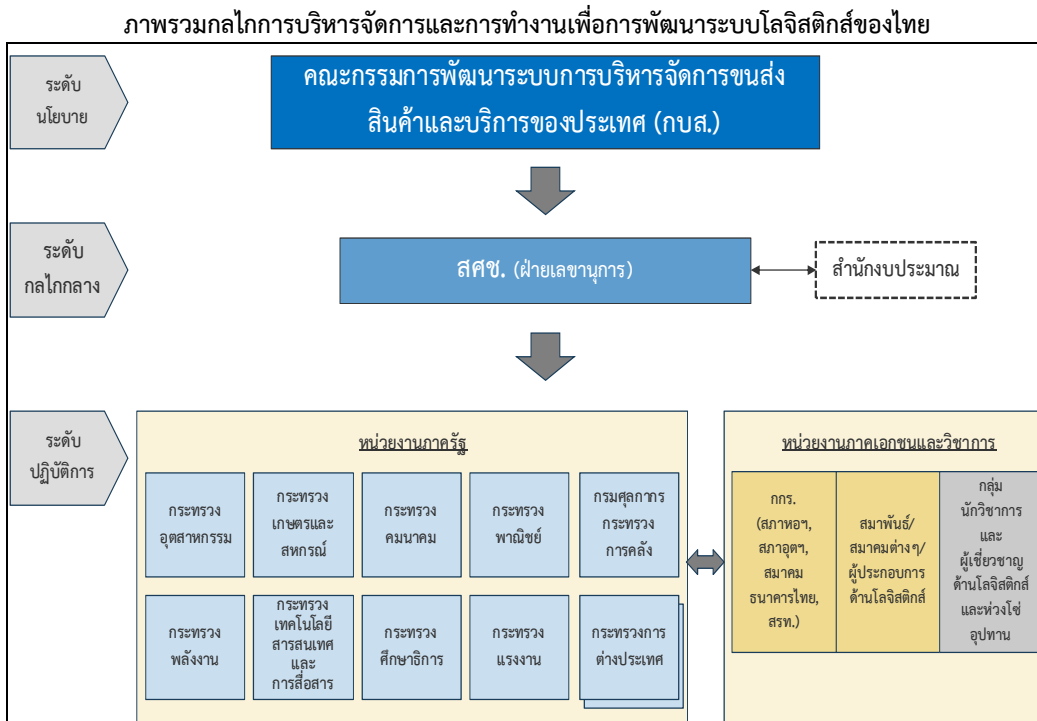 ภาพรวมกลไกการบริหารจัดการและการทำงานเพื่อการพัฒนาระบบโลจิสติกส์ของไทย
ระดับ
นโยบาย
คณะกรรมการพัฒนาระบบการบริหารจัดการขนส่ง
สินค้าและบริการของประเทศ (กบส.)
ระดับ
กลไกกลาง
สศช. (ฝ่ายเลขานุการ)
สำนักงบประมาณ
ระดับ
ปฏิบัติการ
หน่วยงานภาครัฐ
กระทรวง
อุตสาหกรรม
กระทรวง
เกษตรและ
สหกรณ์
กระทรวง
คมนาคม
กระทรวง
พาณิชย์
กรมศุลกากร
กระทรวง
การคลัง
กระทรวง
พลังงาน
กระทรวง
เทคโนโลยี
สารสนเทศ
และ
การสื่อสาร
กระทรวง
ศึกษาธิการ
กระทรวง
แรงงาน
กระทรวงการ
ต่างประเทศ
หน่วยงานภาคเอกชนและวิชาการ
กกร.
(สภาหอฯ,
สภาอุตฯ,
สมาคม
ธนาคารไทย,
สรท.)
สมาพันธ์/
สมาคมต่างๆ/
ผู้ประกอบการ
ด้านโลจิสติกส์
กลุ่ม
นักวิชาการ
และ
ผู้เชี่ยวชาญ
ด้านโลจิสติกส์
และห่วงโซ่
อุปทาน